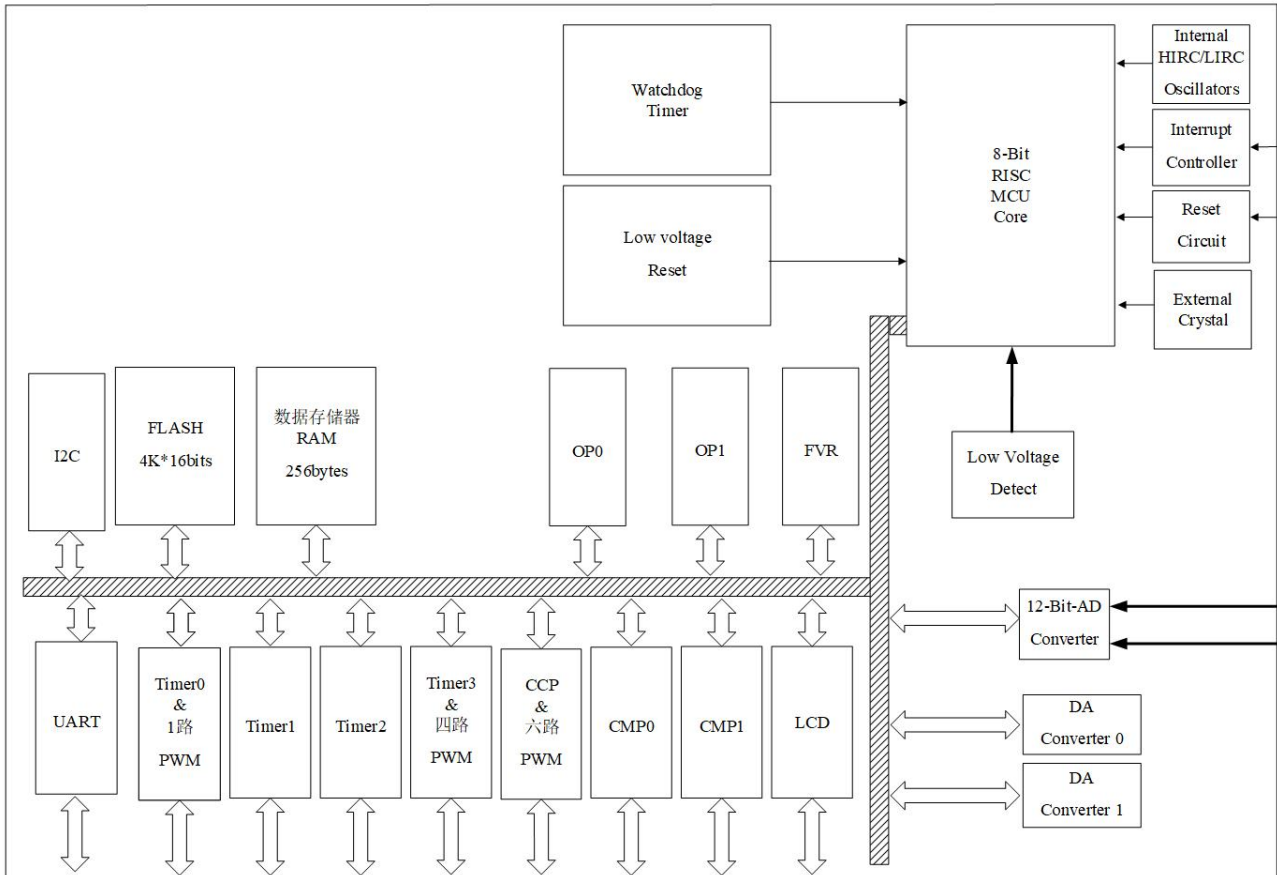 Watchdog
Timer
8-Bit
RISC
MCU
Core
Internal
HIRC/LIRC
Oscillators
Interrupt
Controller
Low voltage
Reset
Reset
Circuit
External
Crystal
I2C
FLASH
4K*16bits
数据存储器
RAM
256bytes
OP0
OP1
FVR
Low Voltage
Detect
12-Bit-AD
Converter
UART
Timer0
&
1路
PWM
Timer1
Timer2
Timer3
&
四路
PWM
CCP
&
六路
PWM
CMP0
CMP1
LCD
DA
Converter 0
DA
Converter 1